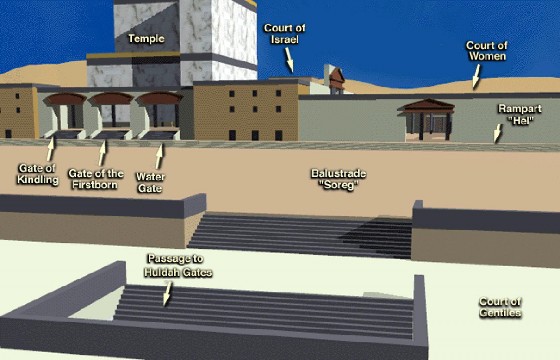 Temple
Court of
Israel
Court of
Women
Rampart
"Hel"
Gate of
Kindling
Gate of the
Firstborn
Water
Gate
Balustrade
"Soreg"
Passage to
Huldah Gates
Court of
Gentiles